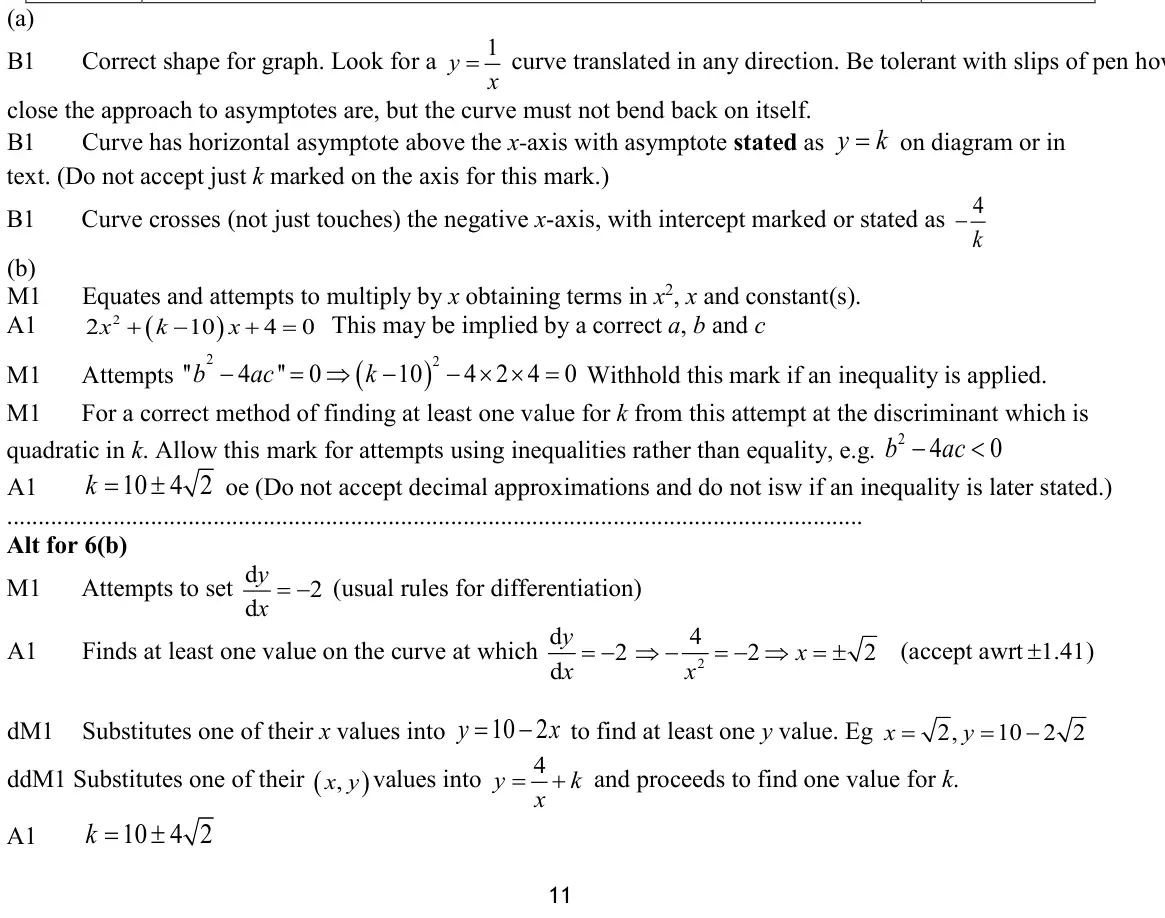 (a)
B1 Correct shape for graph. Look for a y = 1/x curve translated in any direction. Be tolerant with slips of pen
close the approach to asymptotes are, but the curve must not bend back on itself.
B1 Curve has horizontal asymptote above the x-axis with asymptote stated as y = k on diagram or in
text. (Do not accept just k marked on the axis for this mark.)
B1 Curve crosses (not just touches) the negative x-axis, with intercept marked or stated as −4/k
(b)
M1 Equates and attempts to multiply by x obtaining terms in x², x and constant(s).
A1 2x² + (k − 10)x + 4 = 0 This may be implied by a correct a, b and c
M1 Attempts "b² − 4ac" = 0 ⇒ (k − 10)² − 4 × 2 × 4 = 0 Withhold this mark if an inequality is applied.
M1 For a correct method of finding at least one value for k from this attempt at the discriminant which is
quadratic in k. Allow this mark for attempts using inequalities rather than equality, e.g. b² − 4ac < 0
A1 k = 10 ± 4√2 oe (Do not accept decimal approximations and do not isw if an inequality is later stated.)
Alt for 6(b)
M1 Attempts to set dy/dx = −2 (usual rules for differentiation)
A1 Finds at least one value on the curve at which dy/dx = −2 ⇒ −4/x² = −2 ⇒ x = ±√2 (accept awrt ±1.41)
dM1 Substitutes one of their x values into y = 10 − 2x to find at least one y value. Eg x = √2, y = 10 − 2√2
ddM1 Substitutes one of their (x, y) values into y = 4/x + k and proceeds to find one value for k.
A1 k = 10 ± 4√2
11